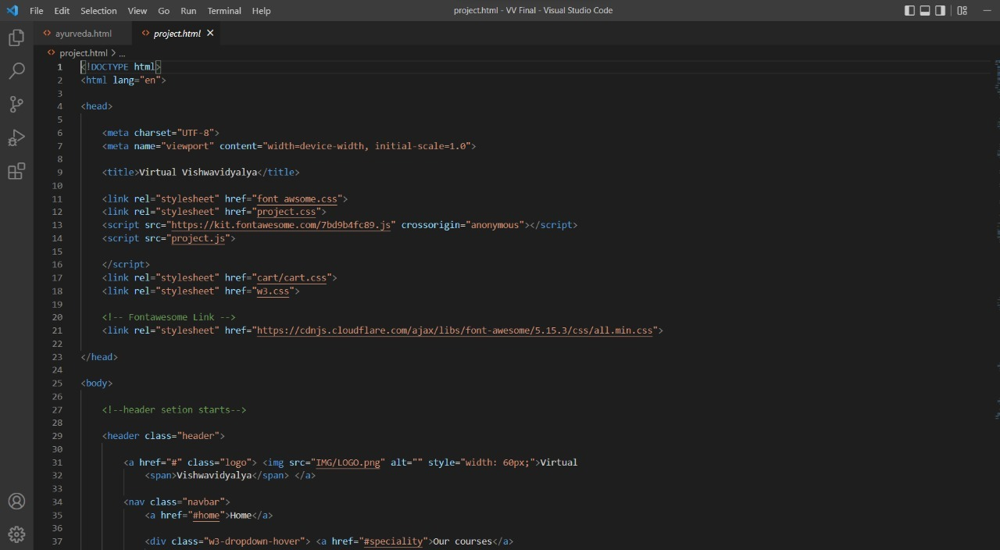 File Edit Selection View Go Run Terminal Help project.html - VV Final - Visual Studio Code
ayurveda.html project.html
project.html > ...
1 <!DOCTYPE html>
2 <html lang="en">
3
4 <head>
5
6 <meta charset="UTF-8">
7 <meta name="viewport" content="width=device-width, initial-scale=1.0">
8
9 <title>Virtual Vishwavidyalya</title>
10
11 <link rel="stylesheet" href="font awsome.css">
12 <link rel="stylesheet" href="project.css">
13 <script src="https://kit.fontawesome.com/7bd9b4fc89.js" crossorigin="anonymous"></script>
14 <script src="project.js">
15
16 </script>
17 <link rel="stylesheet" href="cart/cart.css">
18 <link rel="stylesheet" href="w3.css">
19
20 <!-- Fontawesome Link -->
21 <link rel="stylesheet" href="https://cdnjs.cloudflare.com/ajax/libs/font-awesome/5.15.3/css/all.min.css">
22
23 </head>
24
25 <body>
26
27 <!--header setion starts-->
28
29 <header class="header">
30
31 <a href="#" class="logo"> <img src="IMG/LOGO.png" alt="" style="width: 60px;">Virtual
32 <span>Vishwavidyalya</span> </a>
33
34 <nav class="navbar">
35 <a href="#home">Home</a>
36
37 <div class="w3-dropdown-hover"> <a href="#speciality">Our courses</a>